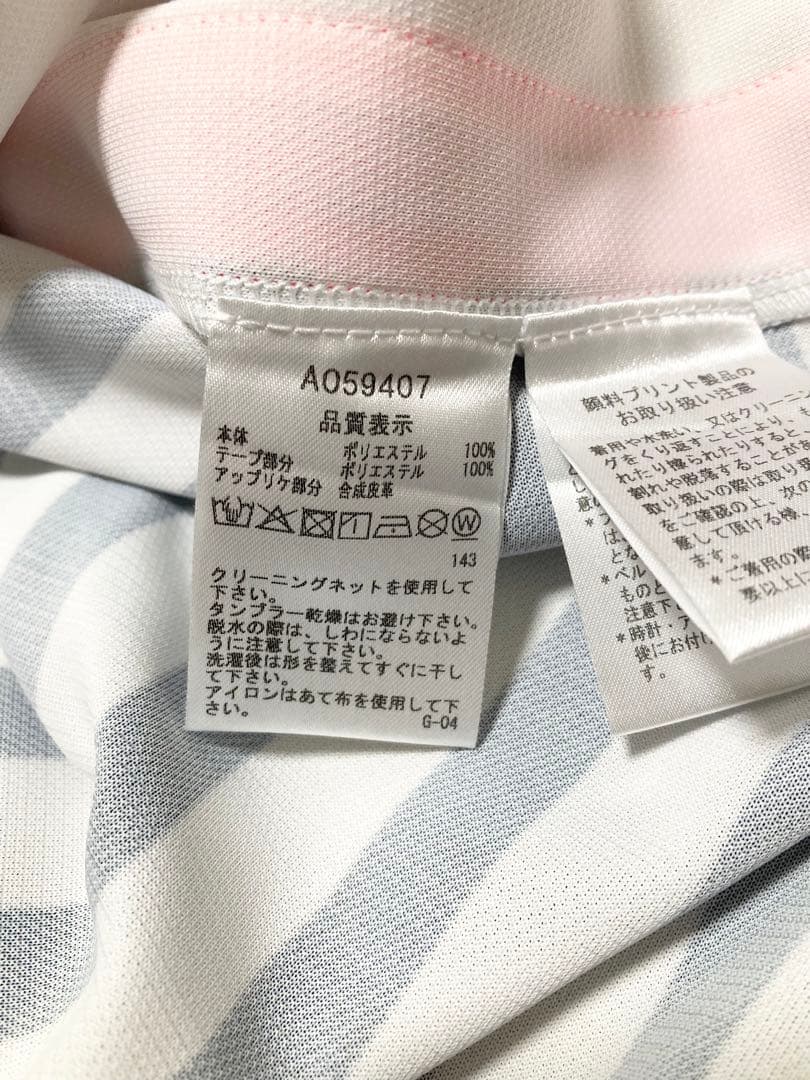 A059407
品質表示
本体 ポリエステル 100%
テープ部分 ポリエステル 100%
アップリケ部分 合成皮革
143
クリーニングネットを使用して
下さい。
タンブラー乾燥はお避け下さい。
脱水の際は、しわにならないよ
うに注意して下さい。
洗濯後は形を整えてすぐに干し
て下さい。
アイロンはあて布を使用して下
さい。
G-04
顔料プリント製品の
お取り扱い注意
着用や水洗い、又はクリーニン
グをくり返すことにより、
れたり擦られたりすると、
割れや脱落することが
取り扱いの際は取り扱
をご確認の上、次の
意して頂ける様、
ます。
*ご着用の際
*ベル
ものと
注意下さ
*時計・ア
後にお付け
す。